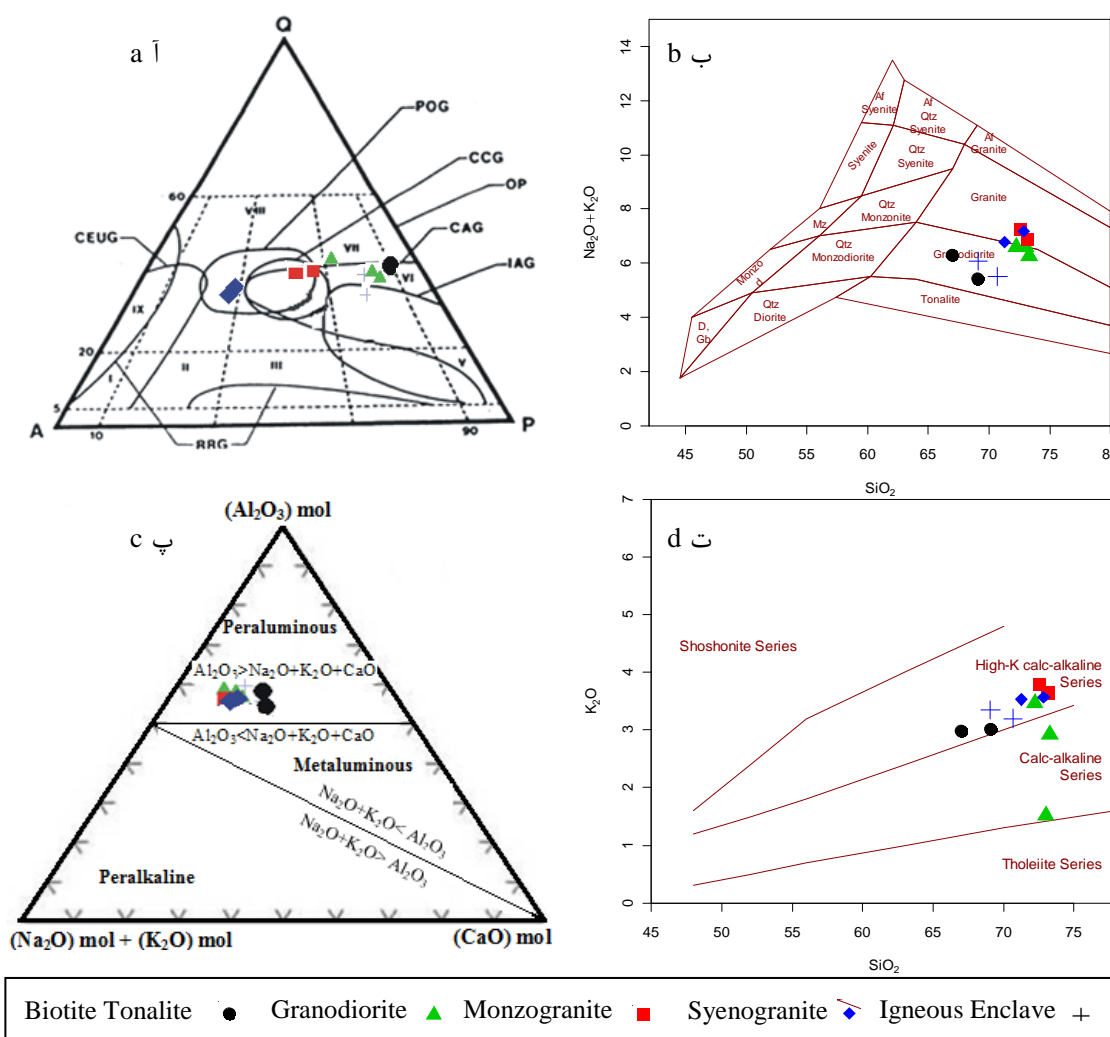 a آ
Q
POG
CCG
OP
CAG
IAG
CEUG
60
VIII
VII
VI
IX
20
I
II
III
V
5
A
10
RRG
90
P
b ب
Na₂O + K₂O
14
12
10
8
6
4
2
0
Af
Syenite
Af
Qtz
Syenite
Af
Granite
Syenite
Qtz
Syenite
Granite
Qtz
Monzonite
Mz
Qtz
Monzodiorite
Granodiorite
Monzo
d
Tonalite
Qtz
Diorite
D,
Gb
45 50 55 60 65 70 75 80
SiO₂
c پ
(Al₂O₃) mol
Peraluminous
Al₂O₃>Na₂O+K₂O+CaO
Al₂O₃<Na₂O+K₂O+CaO
Metaluminous
Na₂O+K₂O< Al₂O₃
Na₂O+K₂O> Al₂O₃
Peralkaline
(Na₂O) mol + (K₂O) mol
(CaO) mol
d ت
K₂O
7
6
5
4
3
2
1
0
Shoshonite Series
High-K calc-alkaline
Series
Calc-alkaline
Series
Tholeiite Series
45 50 55 60 65 70 75
SiO₂
Biotite Tonalite Granodiorite Monzogranite Syenogranite Igneous Enclave